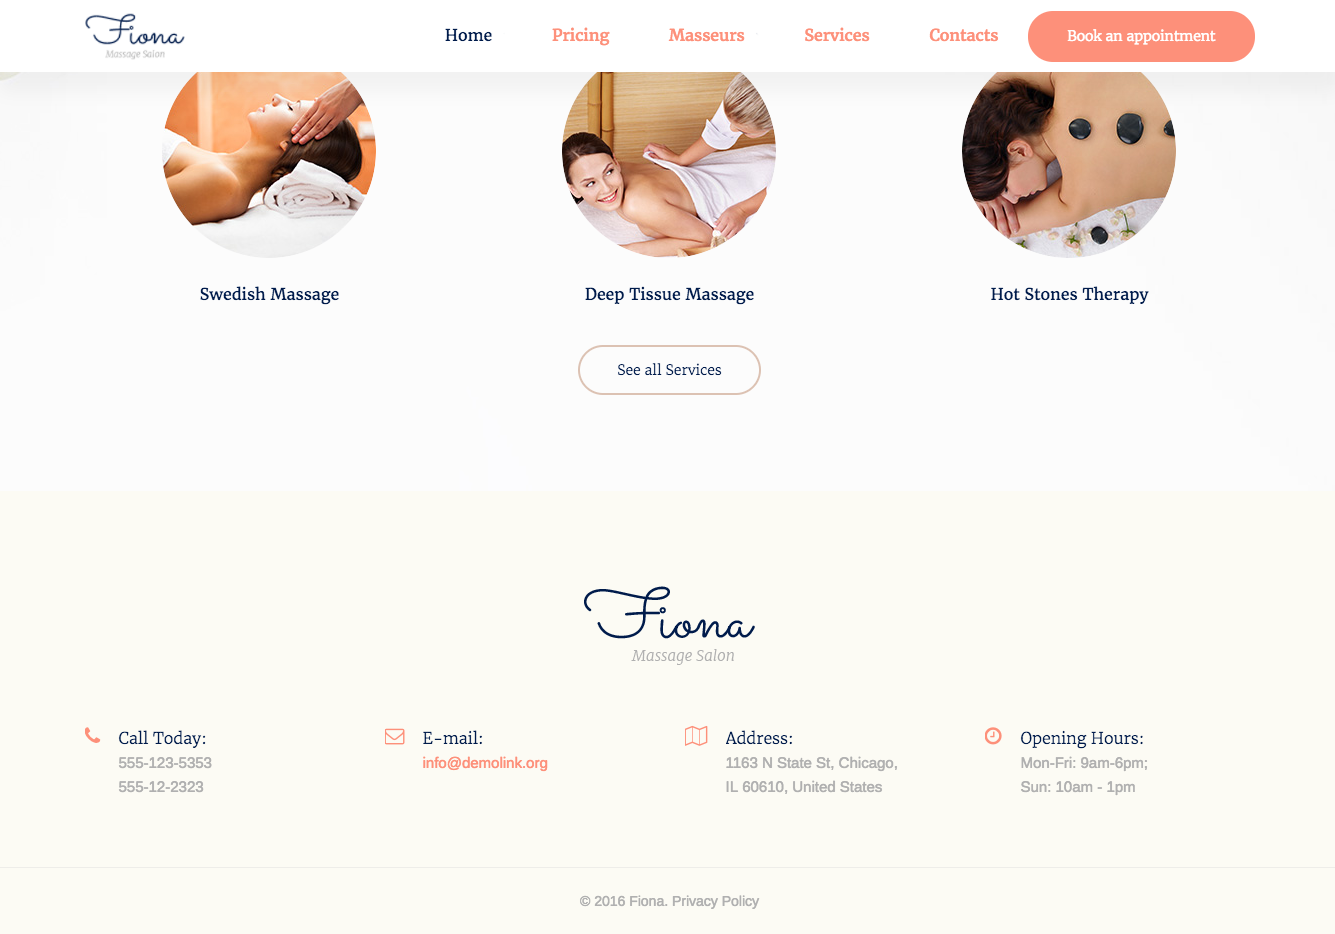 Fiona
Massage Salon
Home
Pricing
Masseurs
Services
Contacts
Book an appointment
Swedish Massage
Deep Tissue Massage
Hot Stones Therapy
See all Services
Fiona
Massage Salon
Call Today:
555-123-5353
555-12-2323
E-mail:
info@demolink.org
Address:
1163 N State St, Chicago,
IL 60610, United States
Opening Hours:
Mon-Fri: 9am-6pm;
Sun: 10am - 1pm
© 2016 Fiona. Privacy Policy